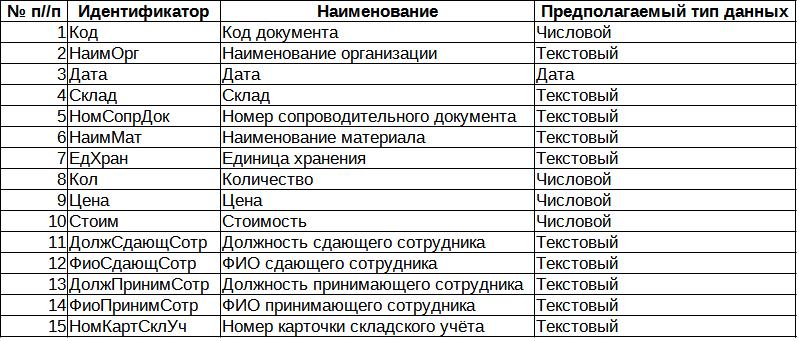 № п//п Идентификатор Наименование Предполагаемый тип данных
1 Код Код документа Числовой
2 НаимОрг Наименование организации Текстовый
3 Дата Дата Дата
4 Склад Склад Текстовый
5 НомСопрДок Номер сопроводительного документа Текстовый
6 НаимМат Наименование материала Текстовый
7 ЕдХран Единица хранения Текстовый
8 Кол Количество Числовой
9 Цена Цена Числовой
10 Стоим Стоимость Числовой
11 ДолжСдающСотр Должность сдающего сотрудника Текстовый
12 ФиоСдающСотр ФИО сдающего сотрудника Текстовый
13 ДолжПринимСотр Должность принимающего сотрудника Текстовый
14 ФиоПринимСотр ФИО принимающего сотрудника Текстовый
15 НомКартСклУч Номер карточки складского учёта Текстовый